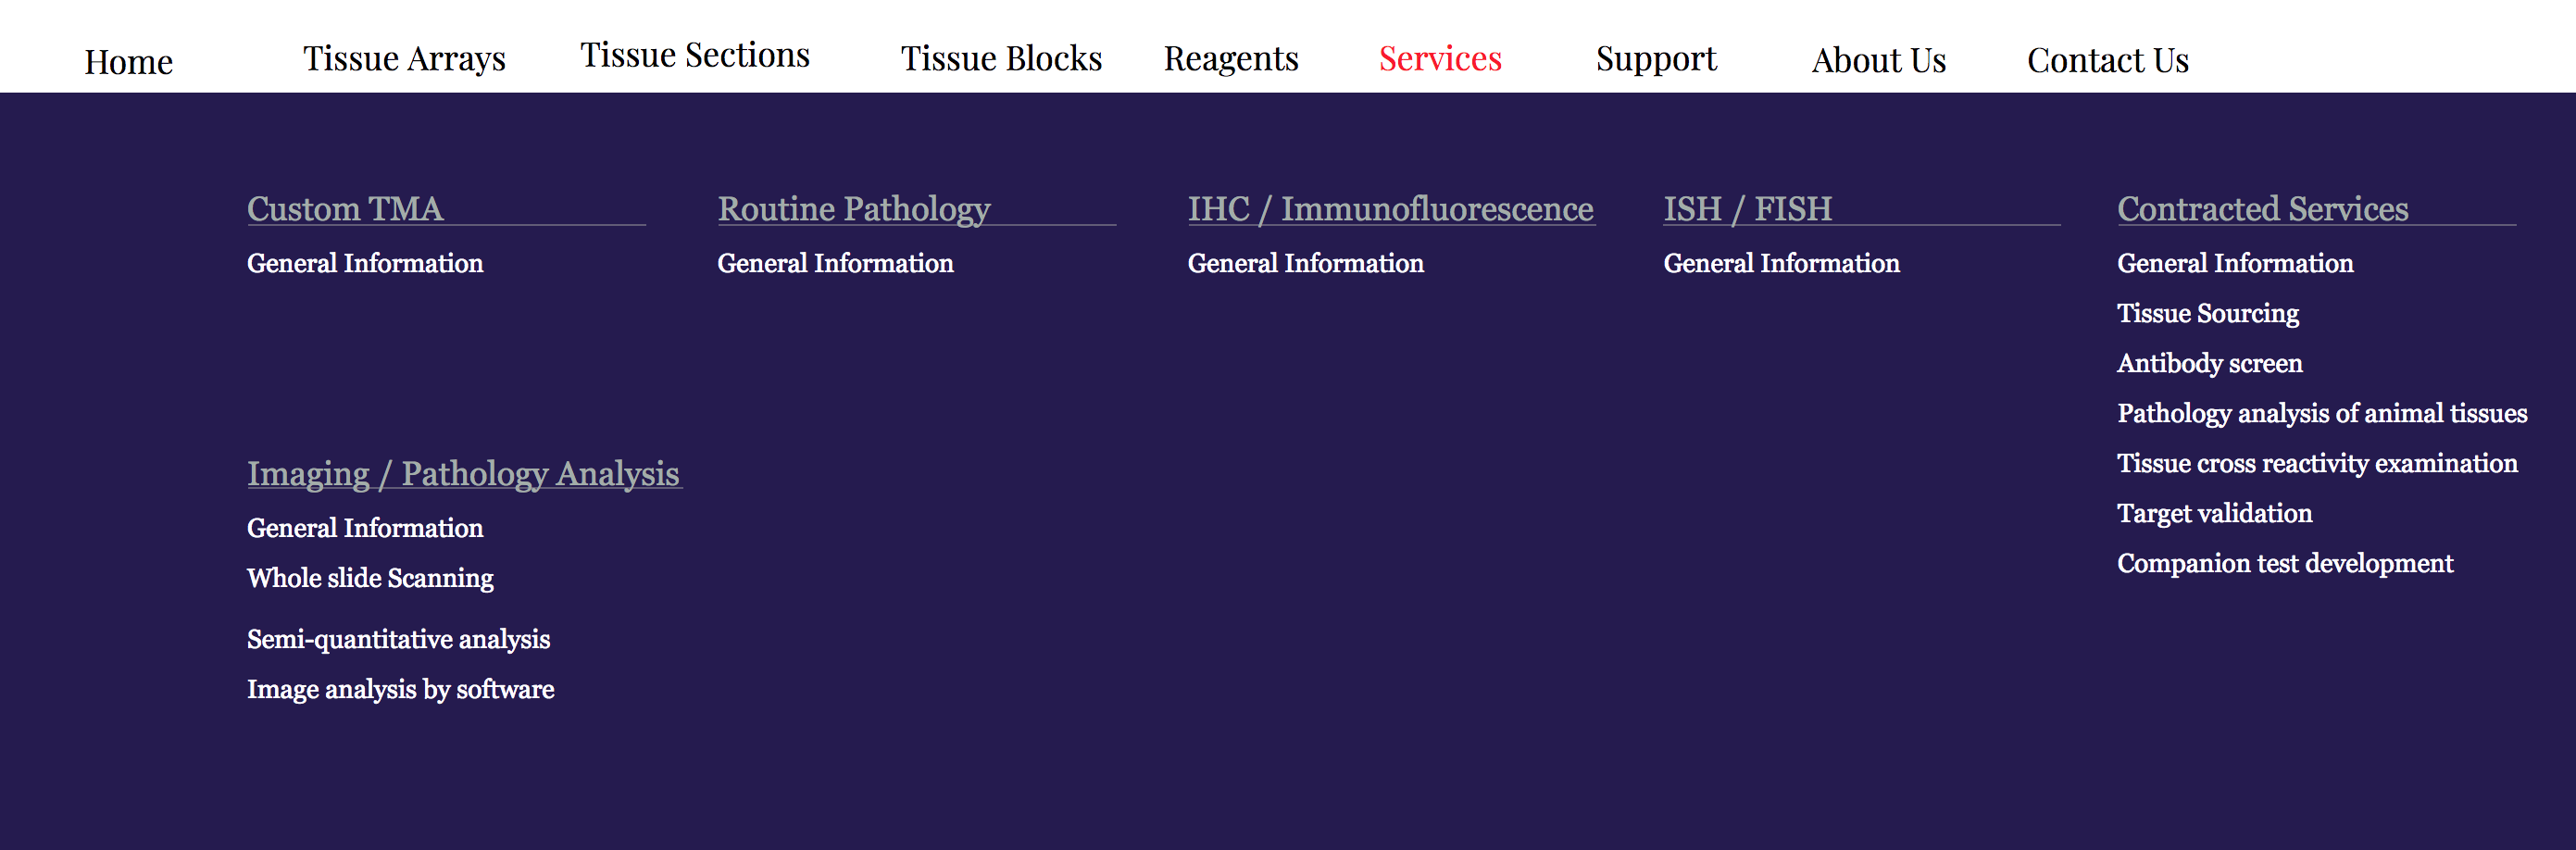 Home Tissue Arrays Tissue Sections Tissue Blocks Reagents Services Support About Us Contact Us
Custom TMA
General Information
Routine Pathology
General Information
IHC / Immunofluorescence
General Information
ISH / FISH
General Information
Contracted Services
General Information
Tissue Sourcing
Antibody screen
Pathology analysis of animal tissues
Tissue cross reactivity examination
Target validation
Companion test development
Imaging / Pathology Analysis
General Information
Whole slide Scanning
Semi-quantitative analysis
Image analysis by software